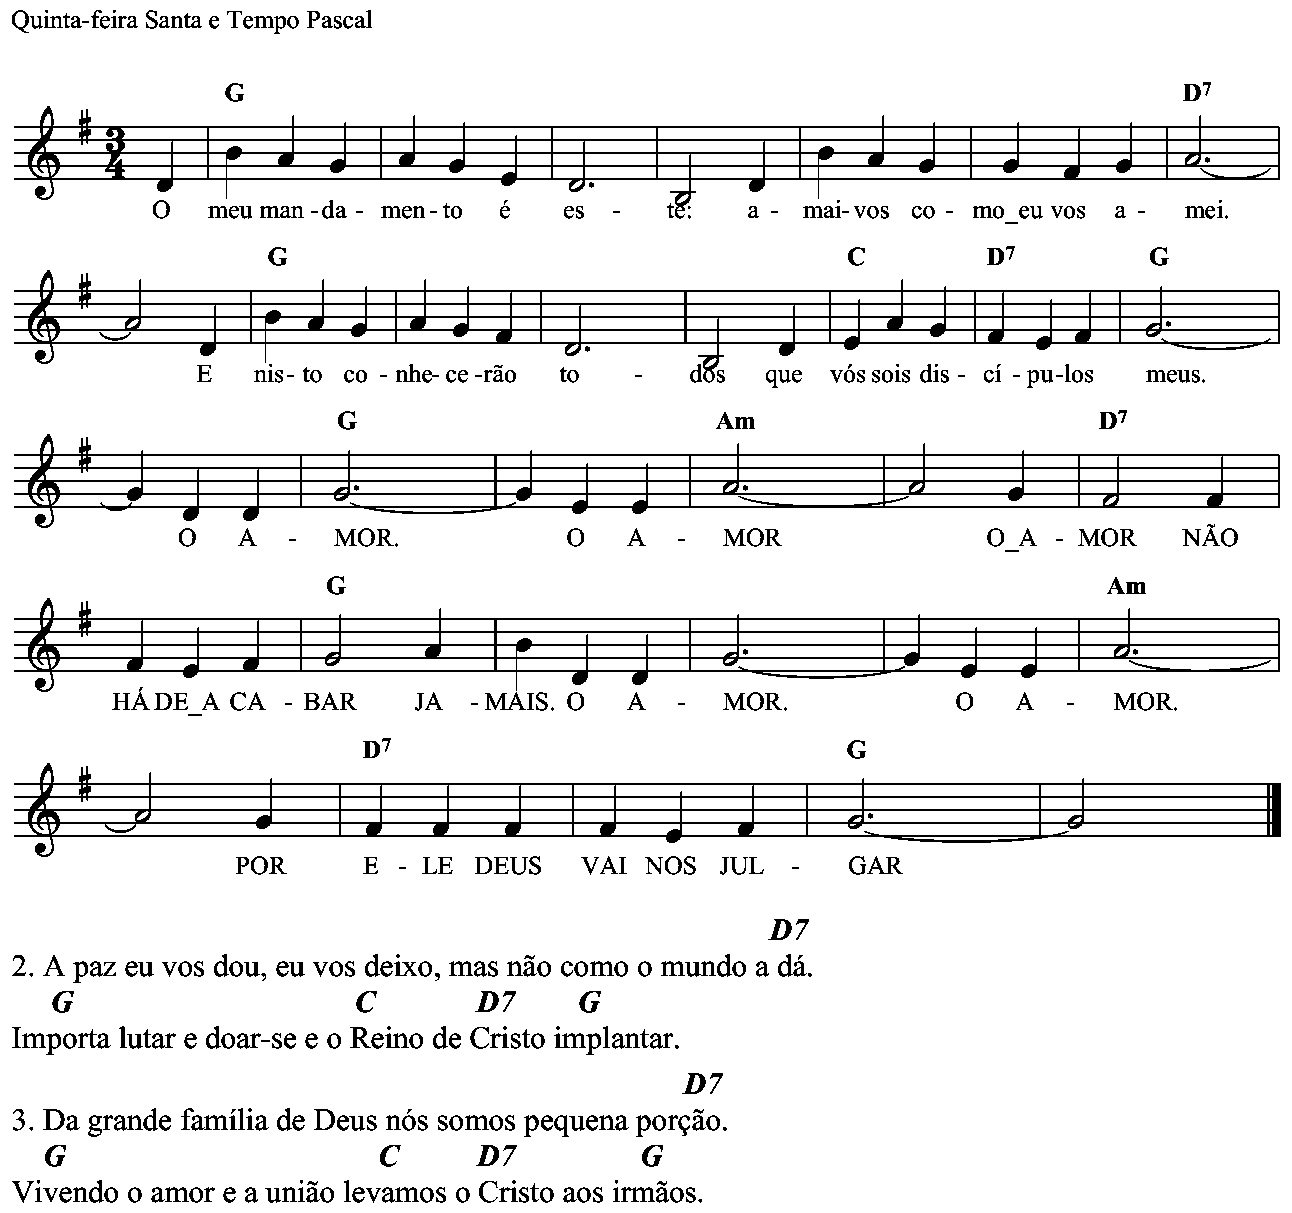 Quinta-feira Santa e Tempo Pascal
G D7
3
4
O meu man - da - men - to é es - te: a - mai - vos co - mo_eu vos a - mei.
G C D7 G
E nis - to co - nhe - ce - rão to - dos que vós sois dis - cí - pu - los meus.
G Am D7
O A - MOR. O A - MOR O_A - MOR NÃO
G Am
HÁ DE_A CA - BAR JA - MAIS. O A - MOR. O A - MOR.
D7 G
POR E - LE DEUS VAI NOS JUL - GAR
D7
2. A paz eu vos dou, eu vos deixo, mas não como o mundo a dá.
G C D7 G
Importa lutar e doar-se e o Reino de Cristo implantar.
D7
3. Da grande família de Deus nós somos pequena porção.
G C D7 G
Vivendo o amor e a união levamos o Cristo aos irmãos.